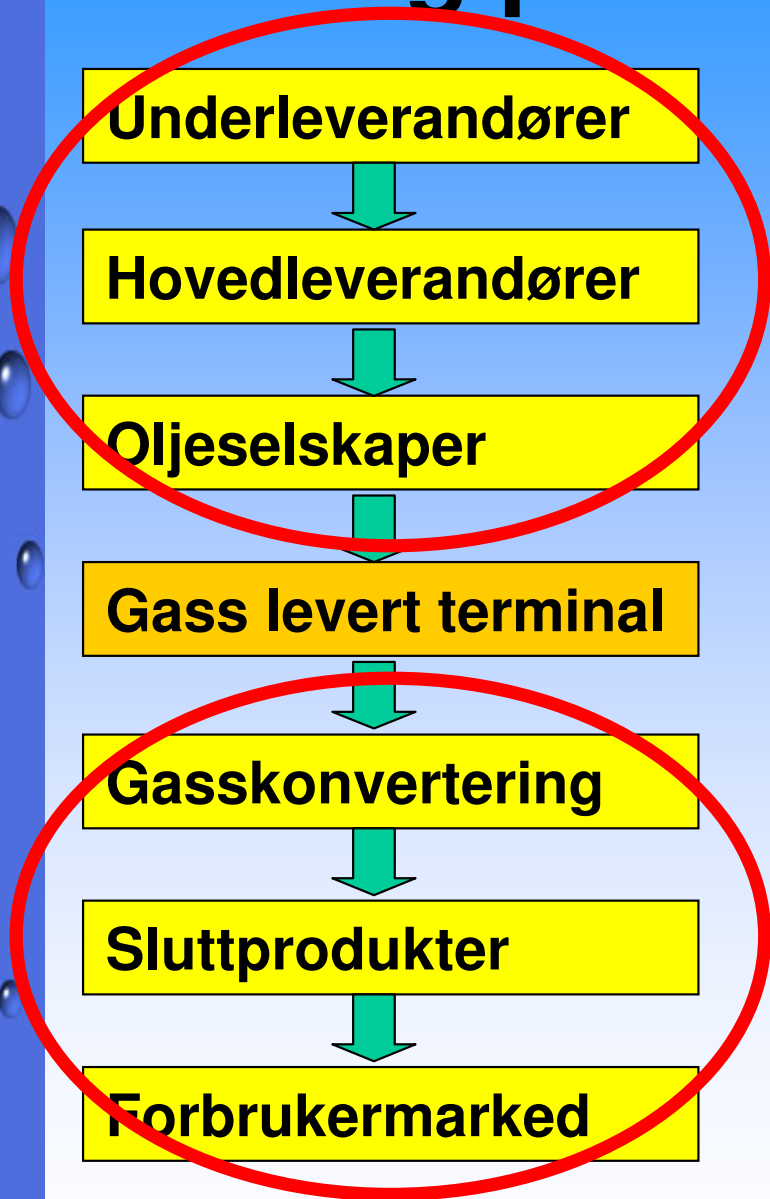 Underleverandører
Hovedleverandører
Oljeselskaper
Gass levert terminal
Gasskonvertering
Sluttprodukter
Forbrukermarked